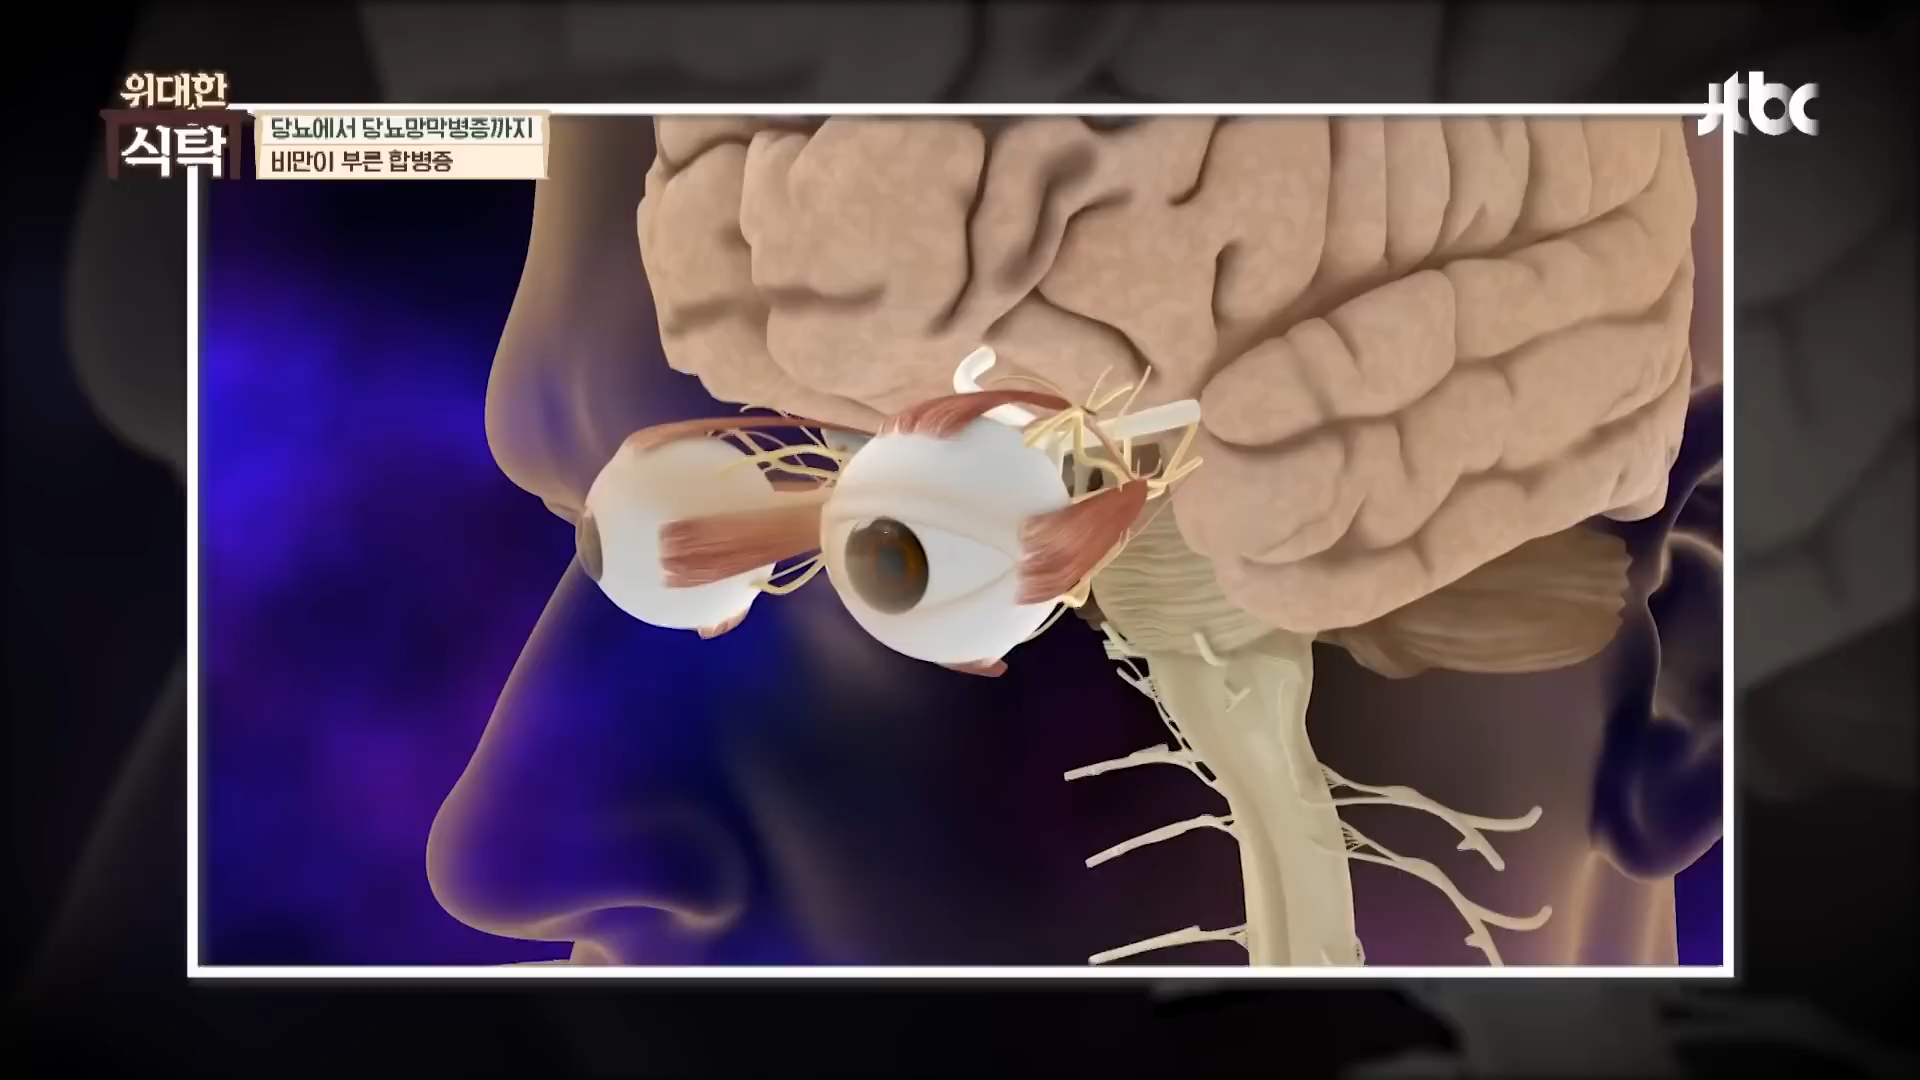 위대한
식탁
당뇨에서 당뇨망막병증까지
비만이 부른 합병증
jtbc